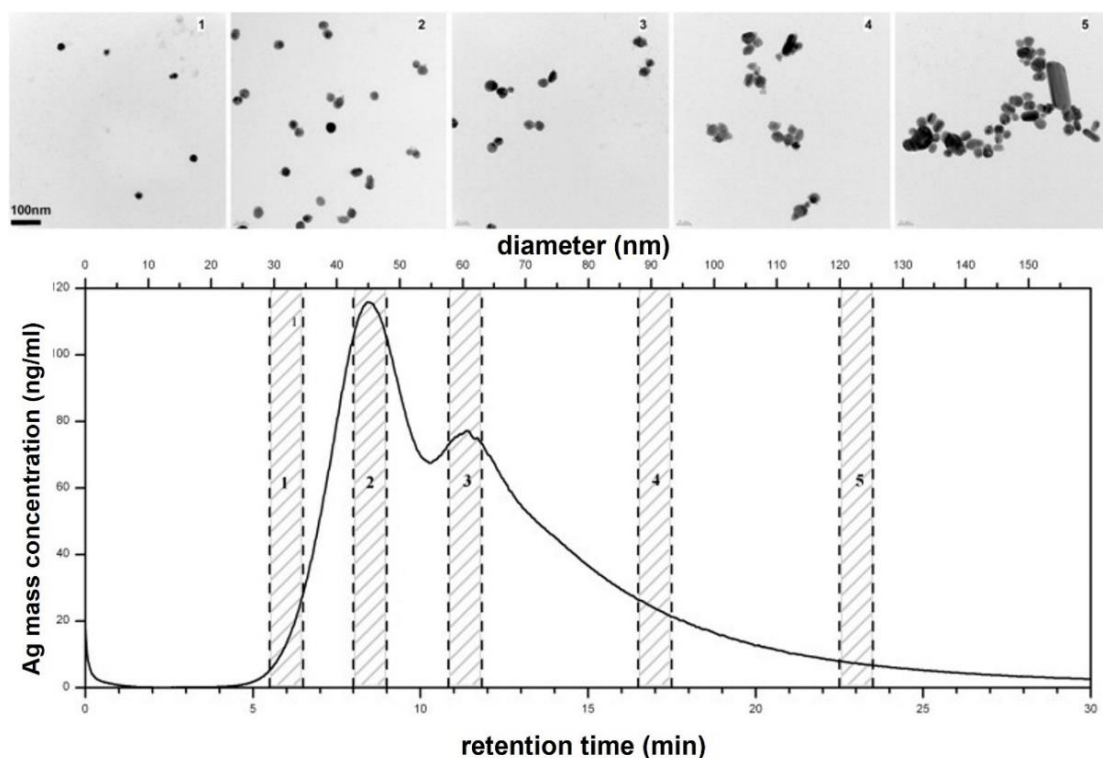 1 2 3 4 5
100nm
diameter (nm)
0 10 20 30 40 50 60 70 80 90 100 110 120 130 140 150
Ag mass concentration (ng/ml)
120
100
80
60
40
20
0
1
1 2 3 4 5
0 5 10 15 20 25 30
retention time (min)